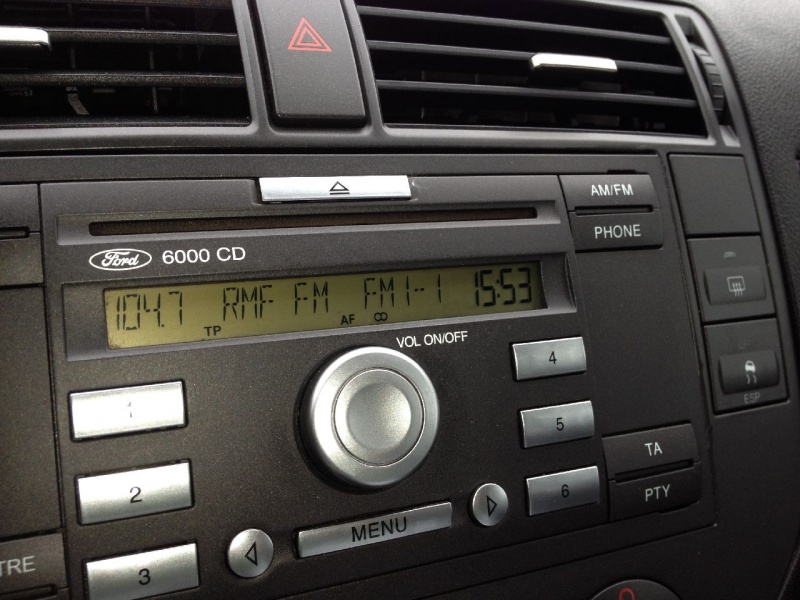 AM/FM
PHONE
Ford 6000 CD
104.7 RMF FM FM1-1 15:53
TP AF
VOL ON/OFF
1
2
3
4
5
6
MENU
TA
PTY
ESP
TRE